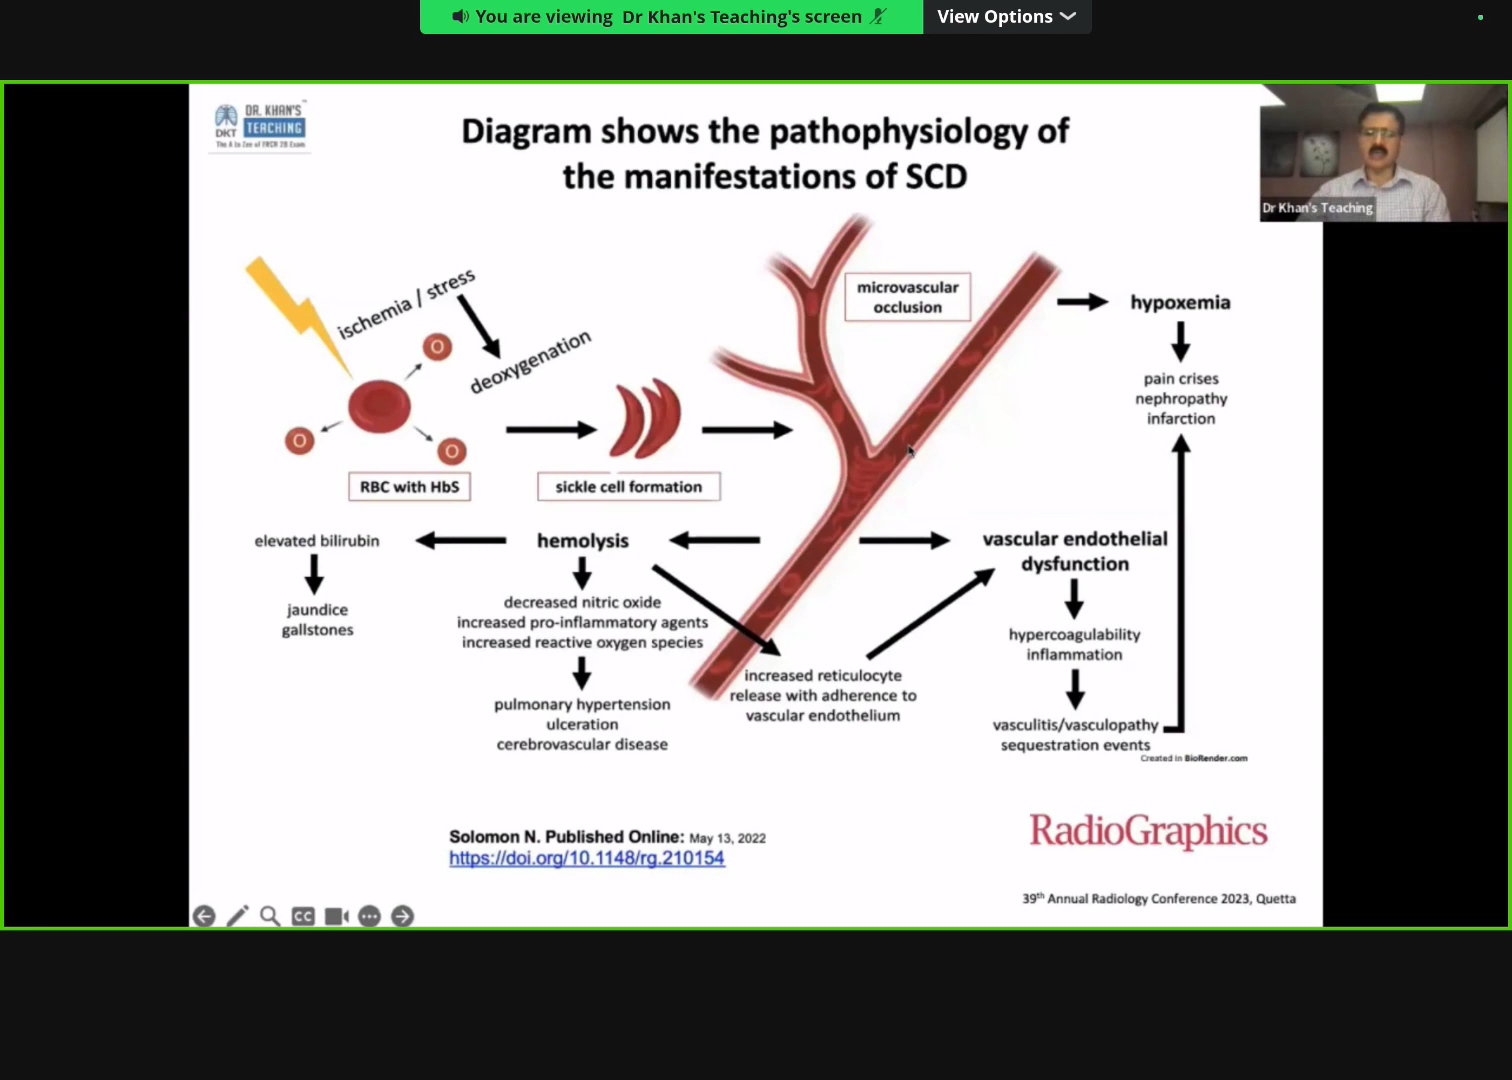 You are viewing Dr Khan's Teaching's screen
View Options
DR. KHAN'S
DKT TEACHING
The A to Zee of FRCR 2B Exam
Diagram shows the pathophysiology of
the manifestations of SCD
Dr Khan's Teaching
ischemia / stress
deoxygenation
O
O
O
RBC with HbS
sickle cell formation
microvascular
occlusion
hypoxemia
pain crises
nephropathy
infarction
elevated bilirubin
jaundice
gallstones
hemolysis
decreased nitric oxide
increased pro-inflammatory agents
increased reactive oxygen species
pulmonary hypertension
ulceration
cerebrovascular disease
increased reticulocyte
release with adherence to
vascular endothelium
vascular endothelial
dysfunction
hypercoagulability
inflammation
vasculitis/vasculopathy
sequestration events
Created in BioRender.com
Solomon N. Published Online: May 13, 2022
https://doi.org/10.1148/rg.210154
RadioGraphics
39th Annual Radiology Conference 2023, Quetta
CC